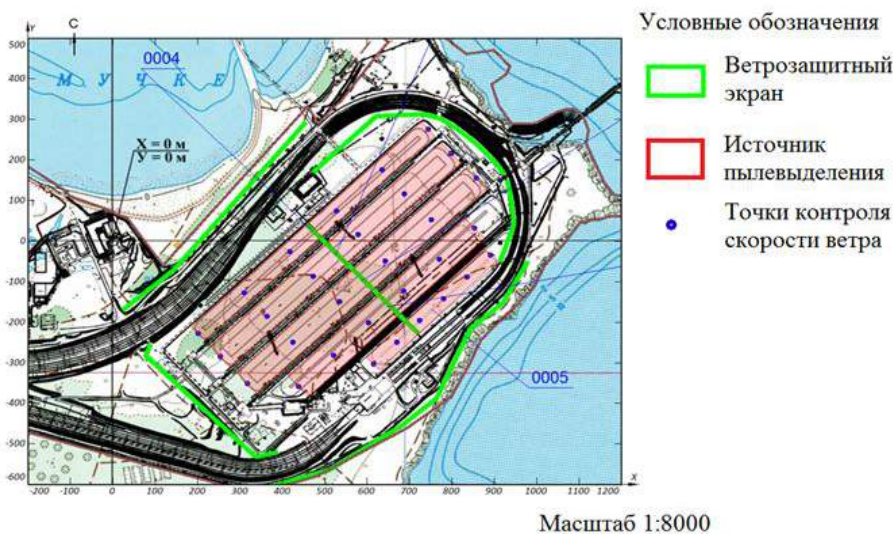 С
Y
500
400
300
200
100
0
-100
-200
-300
-400
-500
-600
-200
-100
0
100
200
300
400
500
600
700
800
900
1000
1100
1200
X
0004
М У Ч К Е
X = 0 м
У = 0 м
0005
Условные обозначения
Ветрозащитный
экран
Источник
пылевыделения
Точки контроля
скорости ветра
Масштаб 1:8000